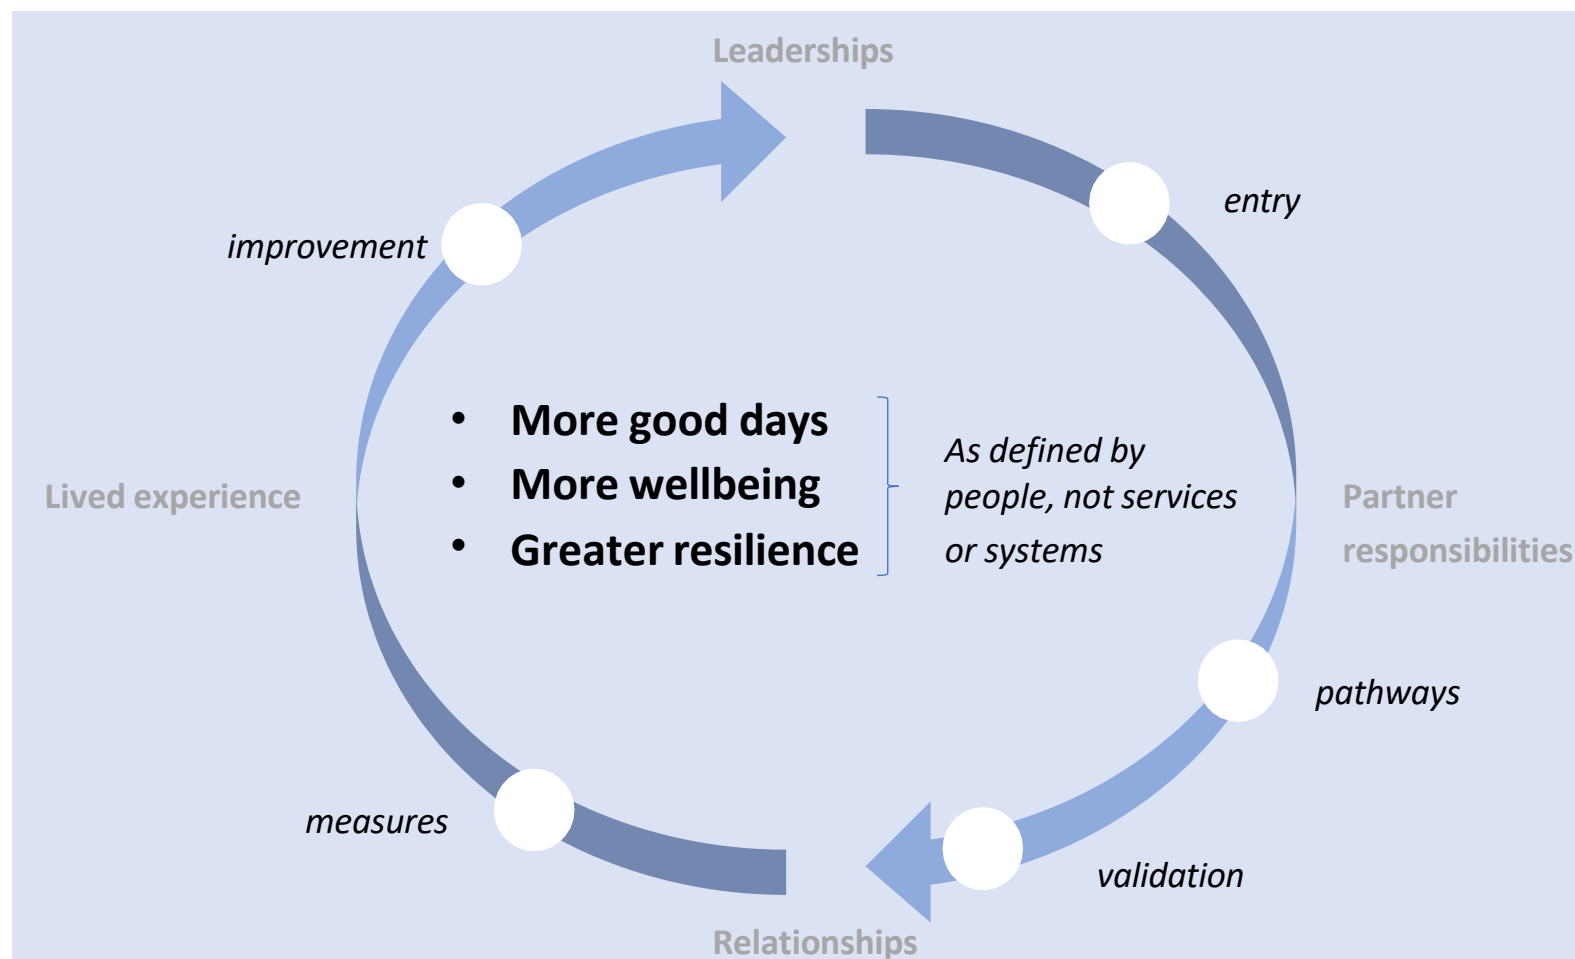 Leaderships
entry
improvement
• More good days
• More wellbeing
• Greater resilience
As defined by
people, not services
or systems
Lived experience
Partner
responsibilities
pathways
measures
validation
Relationships